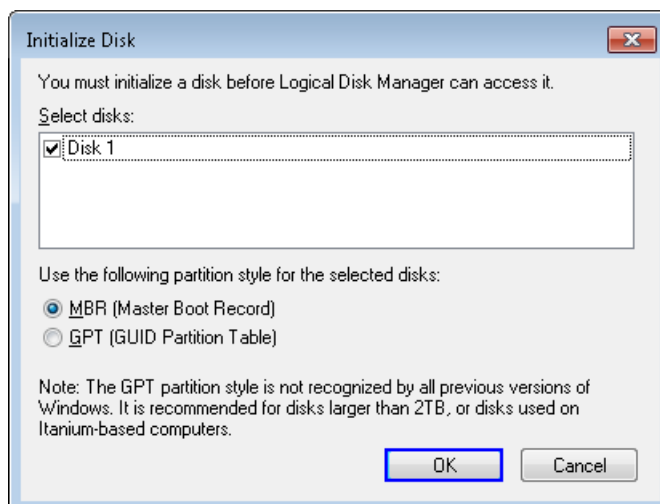 Initialize Disk
You must initialize a disk before Logical Disk Manager can access it.
Select disks:
Disk 1
Use the following partition style for the selected disks:
MBR (Master Boot Record)
GPT (GUID Partition Table)
Note: The GPT partition style is not recognized by all previous versions of
Windows. It is recommended for disks larger than 2TB, or disks used on
Itanium-based computers.
OK Cancel